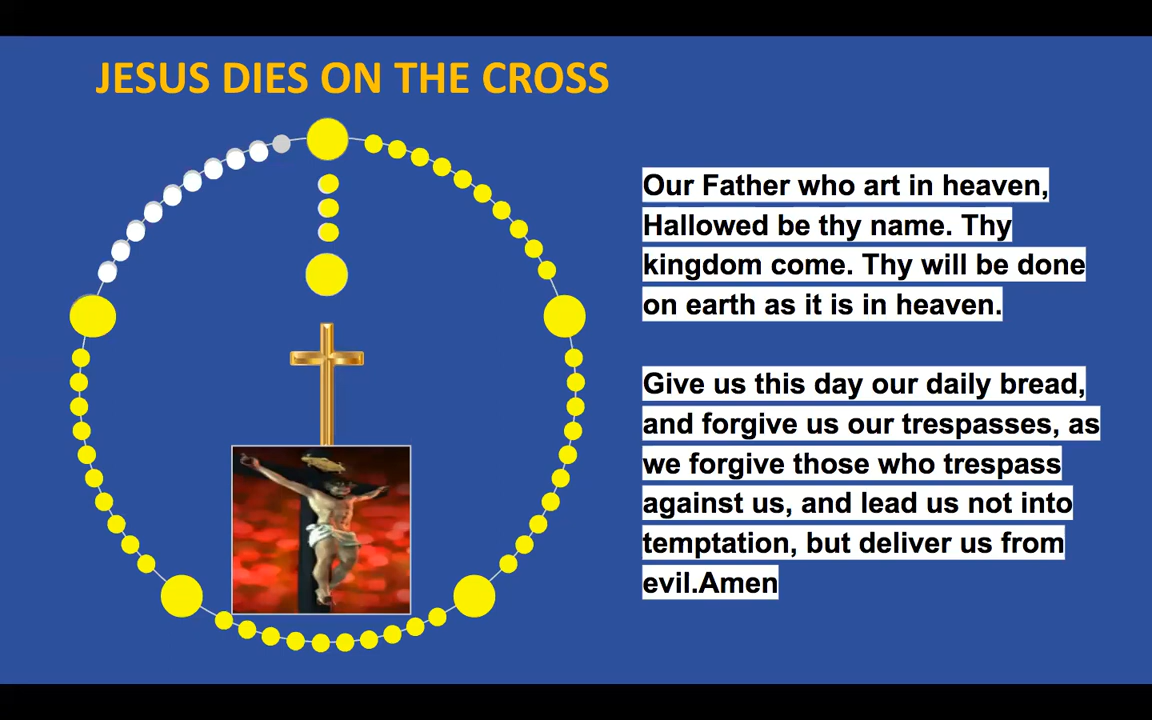 JESUS DIES ON THE CROSS
Our Father who art in heaven,
Hallowed be thy name. Thy
kingdom come. Thy will be done
on earth as it is in heaven.
Give us this day our daily bread,
and forgive us our trespasses, as
we forgive those who trespass
against us, and lead us not into
temptation, but deliver us from
evil.Amen